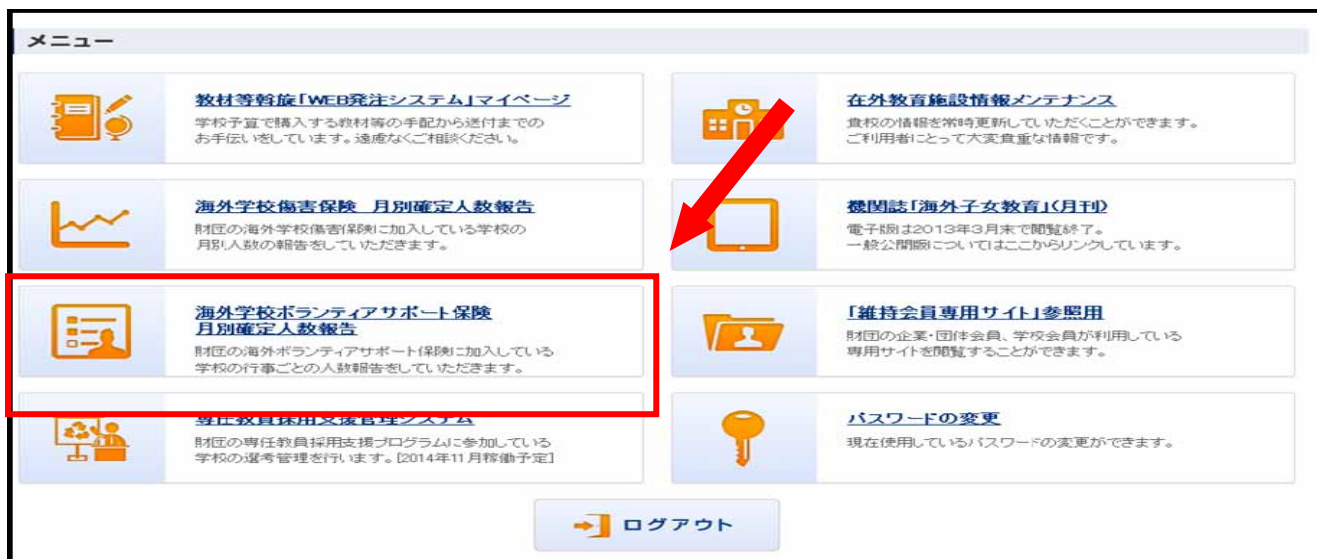 メニュー
教材等斡旋「WEB発注システム」マイページ
学校予算で購入する教材等の手配から送付までの
お手伝いをしています。遠慮なくご相談ください。
在外教育施設情報メンテナンス
貴校の情報を常時更新していただくことができます。
ご利用者にとって大変貴重な情報です。
海外学校傷害保険　月別確定人数報告
財団の海外学校傷害保険に加入している学校の
月別人数の報告をしていただきます。
機関誌「海外子女教育」(月刊)
電子版は2013年3月末で閲覧終了。
一般公開版についてはここからリンクしています。
海外学校ボランティアサポート保険
月別確定人数報告
財団の海外ボランティアサポート保険に加入している
学校の行事ごとの人数報告をしていただきます。
「維持会員専用サイト」参照用
財団の企業・団体会員、学校会員が利用している
専用サイトを閲覧することができます。
専任教員採用支援管理システム
財団の専任教員採用支援プログラムに参加している
学校の選考管理を行います。[2014年11月稼働予定]
パスワードの変更
現在使用しているパスワードの変更ができます。
ログアウト